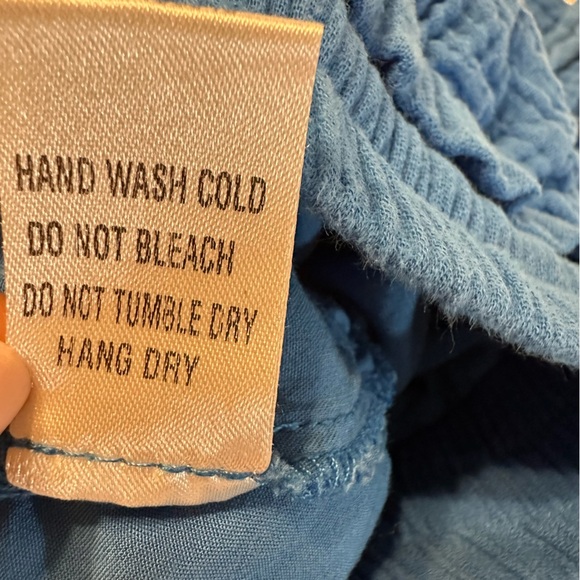 HAND WASH COLD
DO NOT BLEACH
DO NOT TUMBLE DRY
HANG DRY